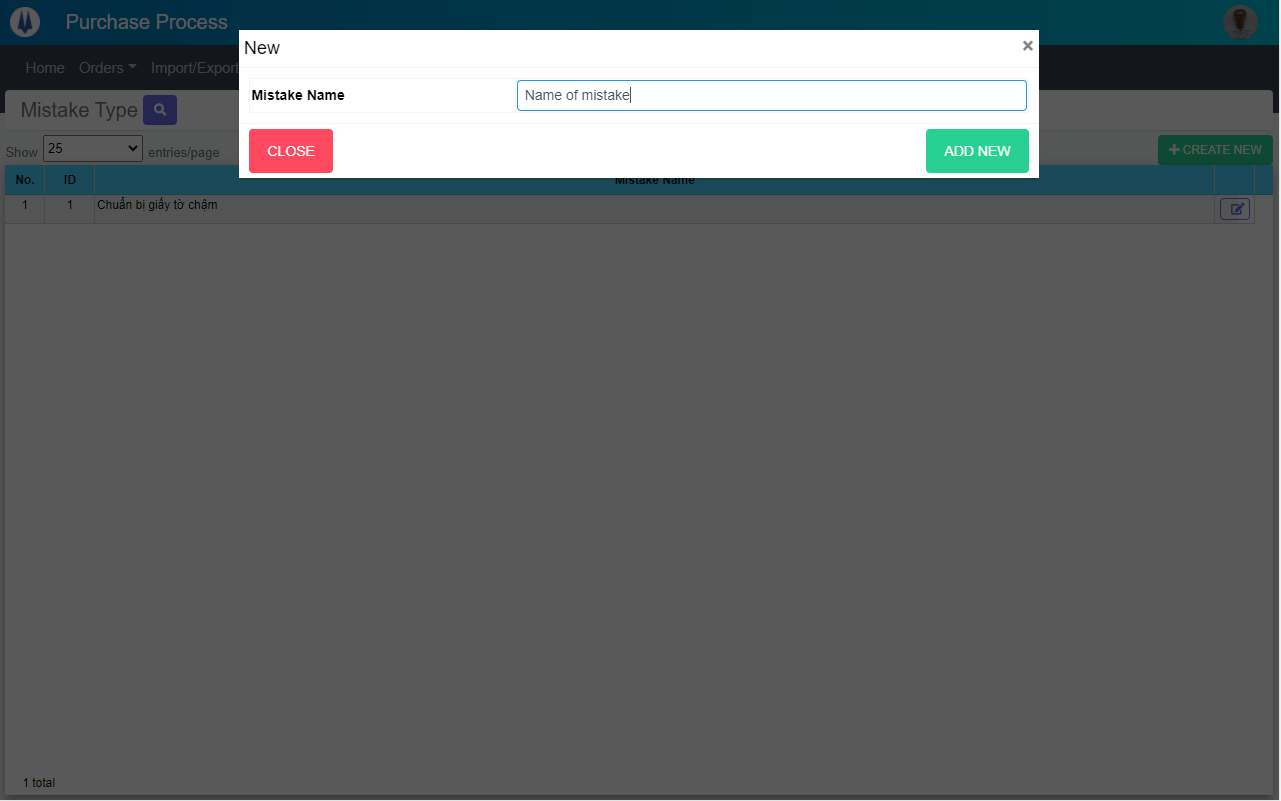 Purchase Process
New
×
Home Orders Import/Export
Mistake Name Name of mistake
Mistake Type
CLOSE ADD NEW
Show 25 entries/page CREATE NEW
No. ID Mistake Name
1 1 Chuẩn bị giấy tờ chậm
1 total